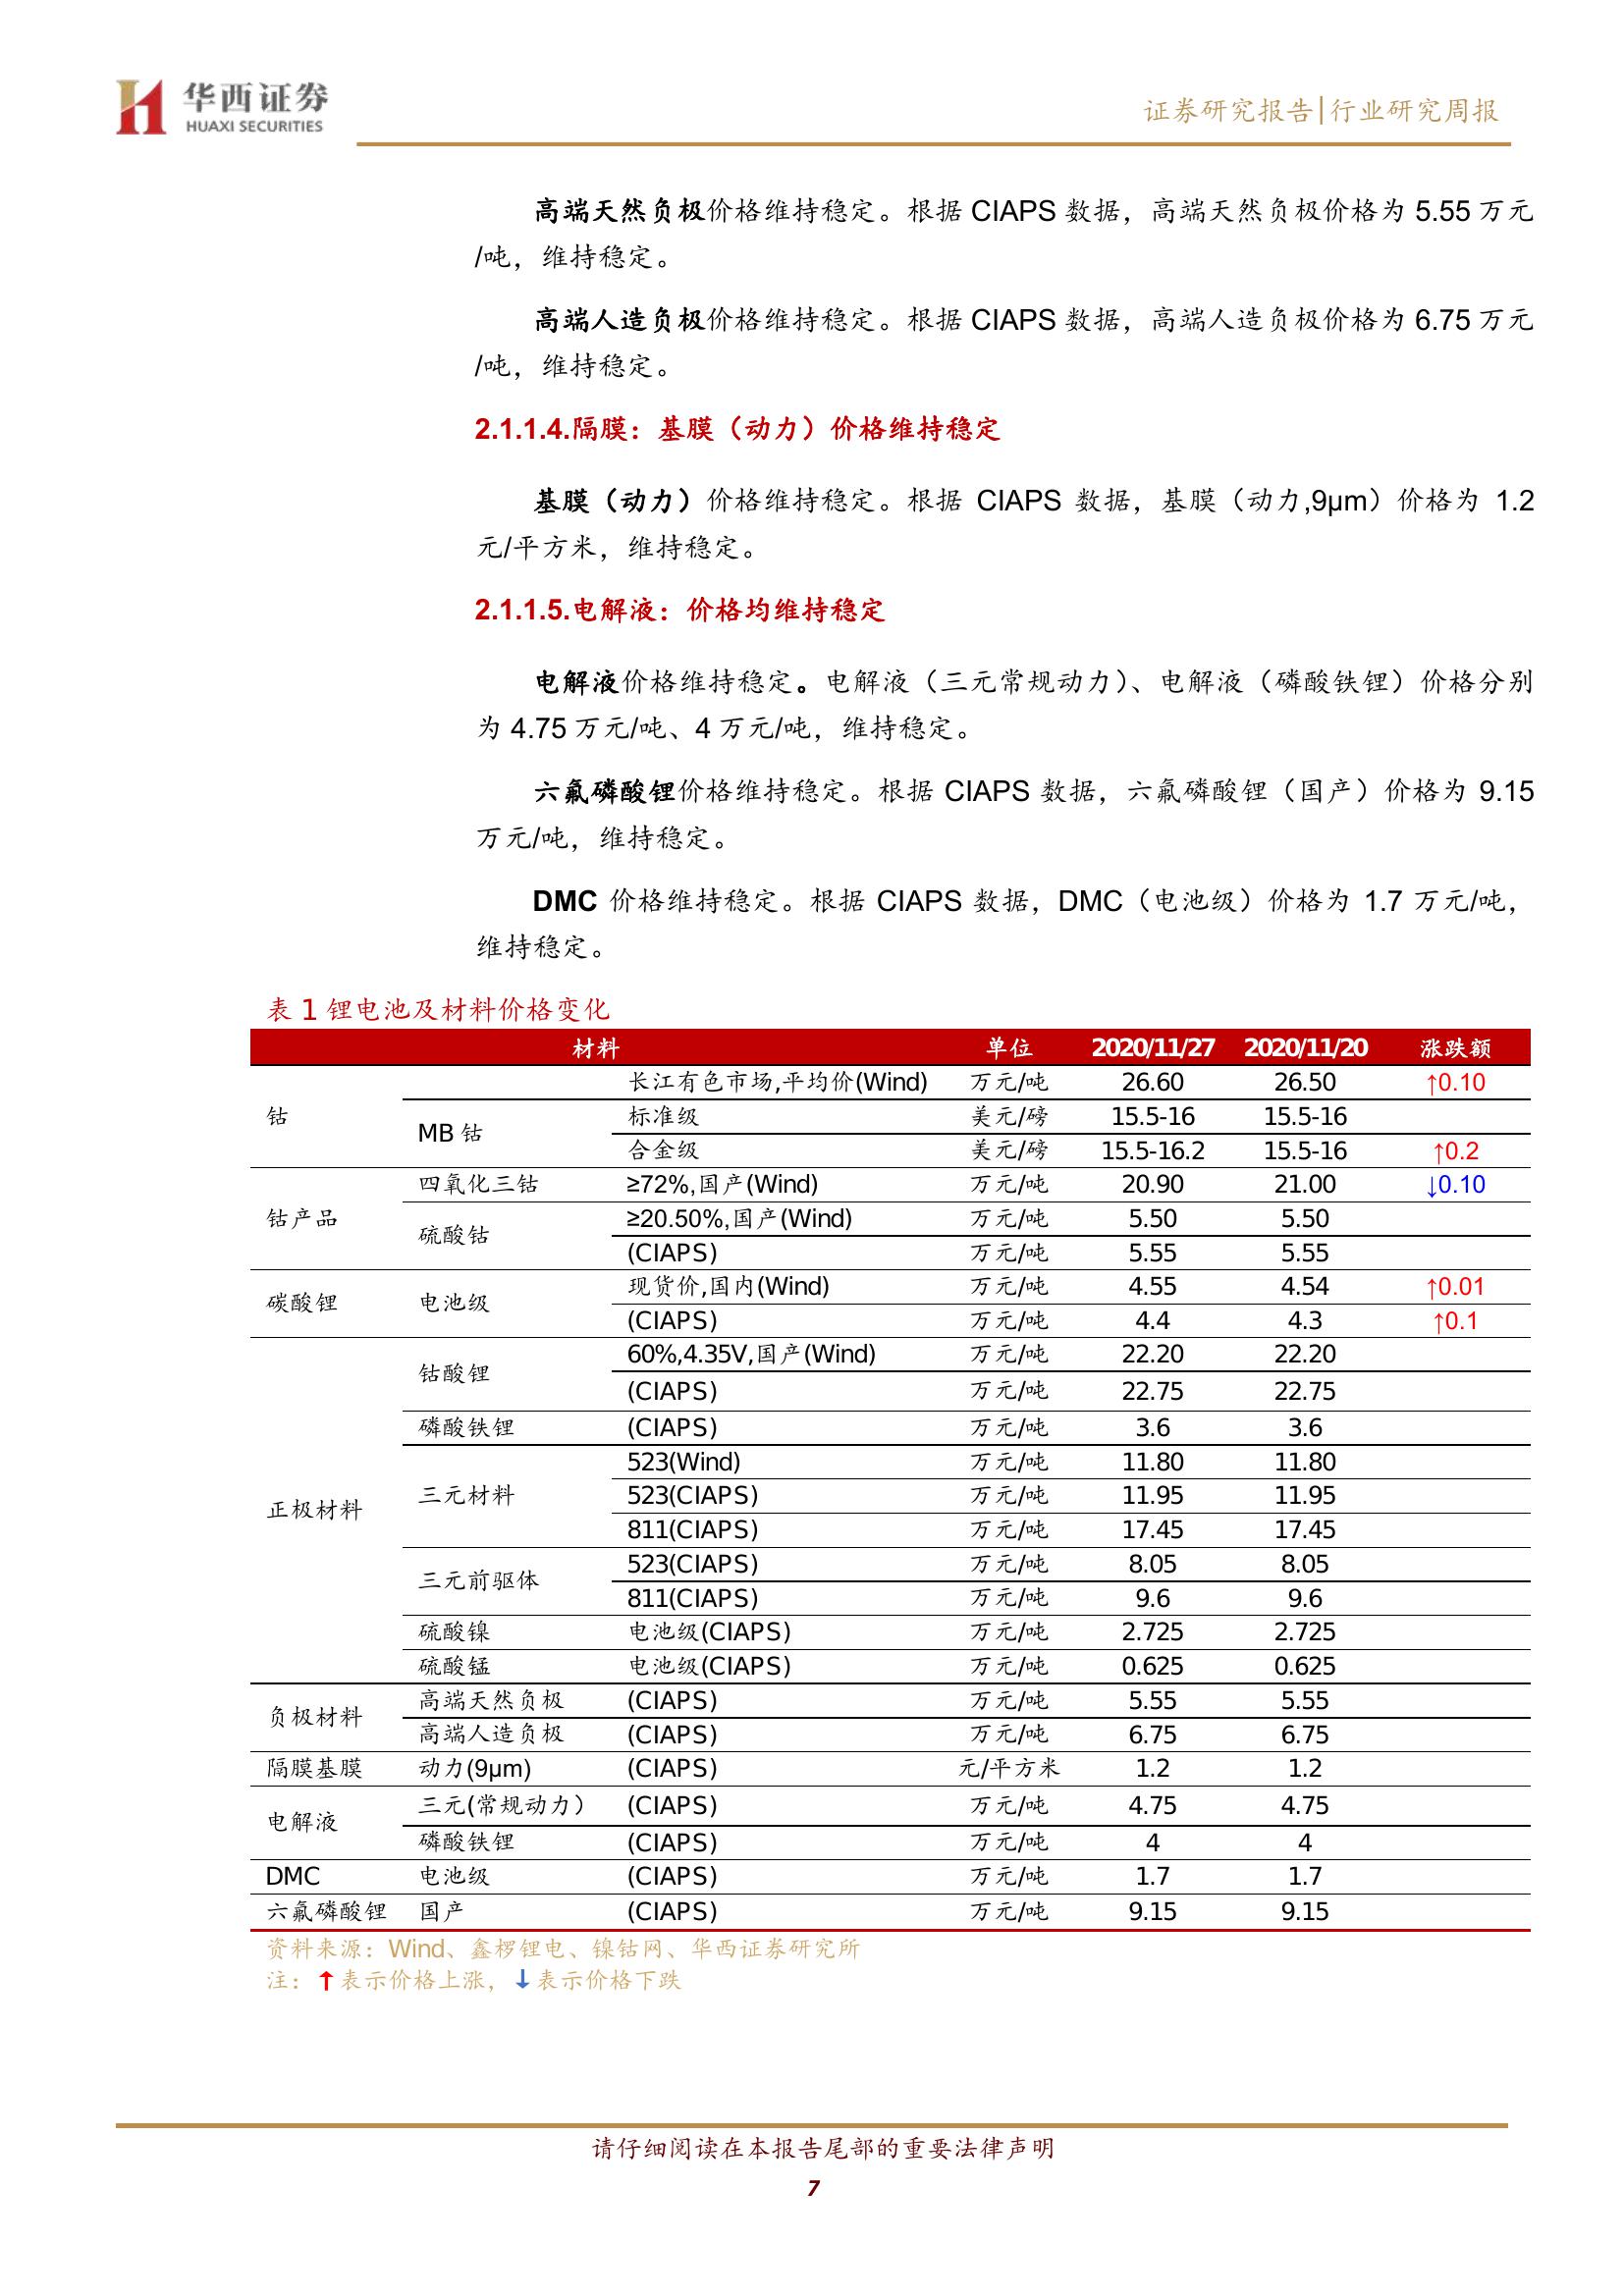 华西证券
HUAXI SECURITIES
证券研究报告|行业研究周报
高端天然负极价格维持稳定。根据 CIAPS 数据，高端天然负极价格为 5.55 万元
/吨，维持稳定。
高端人造负极价格维持稳定。根据 CIAPS 数据，高端人造负极价格为 6.75 万元
/吨，维持稳定。
2.1.1.4.隔膜：基膜（动力）价格维持稳定
基膜（动力）价格维持稳定。根据 CIAPS 数据，基膜（动力,9μm）价格为 1.2
元/平方米，维持稳定。
2.1.1.5.电解液：价格均维持稳定
电解液价格维持稳定。电解液（三元常规动力）、电解液（磷酸铁锂）价格分别
为 4.75 万元/吨、4 万元/吨，维持稳定。
六氟磷酸锂价格维持稳定。根据 CIAPS 数据，六氟磷酸锂（国产）价格为 9.15
万元/吨，维持稳定。
DMC 价格维持稳定。根据 CIAPS 数据，DMC（电池级）价格为 1.7 万元/吨，
维持稳定。
表 1 锂电池及材料价格变化
材料 单位 2020/11/27 2020/11/20 涨跌额
钴 长江有色市场,平均价(Wind) 万元/吨 26.60 26.50 ↑0.10
MB 钴 标准级 美元/磅 15.5-16 15.5-16
合金级 美元/磅 15.5-16.2 15.5-16 ↑0.2
钴产品 四氧化三钴 ≥72%,国产(Wind) 万元/吨 20.90 21.00 ↓0.10
硫酸钴 ≥20.50%,国产(Wind) 万元/吨 5.50 5.50
(CIAPS) 万元/吨 5.55 5.55
碳酸锂 电池级 现货价,国内(Wind) 万元/吨 4.55 4.54 ↑0.01
(CIAPS) 万元/吨 4.4 4.3 ↑0.1
正极材料 钴酸锂 60%,4.35V,国产(Wind) 万元/吨 22.20 22.20
(CIAPS) 万元/吨 22.75 22.75
磷酸铁锂 (CIAPS) 万元/吨 3.6 3.6
三元材料 523(Wind) 万元/吨 11.80 11.80
523(CIAPS) 万元/吨 11.95 11.95
811(CIAPS) 万元/吨 17.45 17.45
三元前驱体 523(CIAPS) 万元/吨 8.05 8.05
811(CIAPS) 万元/吨 9.6 9.6
硫酸镍 电池级(CIAPS) 万元/吨 2.725 2.725
硫酸锰 电池级(CIAPS) 万元/吨 0.625 0.625
负极材料 高端天然负极 (CIAPS) 万元/吨 5.55 5.55
高端人造负极 (CIAPS) 万元/吨 6.75 6.75
隔膜基膜 动力(9μm) (CIAPS) 元/平方米 1.2 1.2
电解液 三元(常规动力） (CIAPS) 万元/吨 4.75 4.75
磷酸铁锂 (CIAPS) 万元/吨 4 4
DMC 电池级 (CIAPS) 万元/吨 1.7 1.7
六氟磷酸锂 国产 (CIAPS) 万元/吨 9.15 9.15
资料来源：Wind、鑫椤锂电、镍钴网、华西证券研究所
注：↑表示价格上涨，↓表示价格下跌
请仔细阅读在本报告尾部的重要法律声明
7